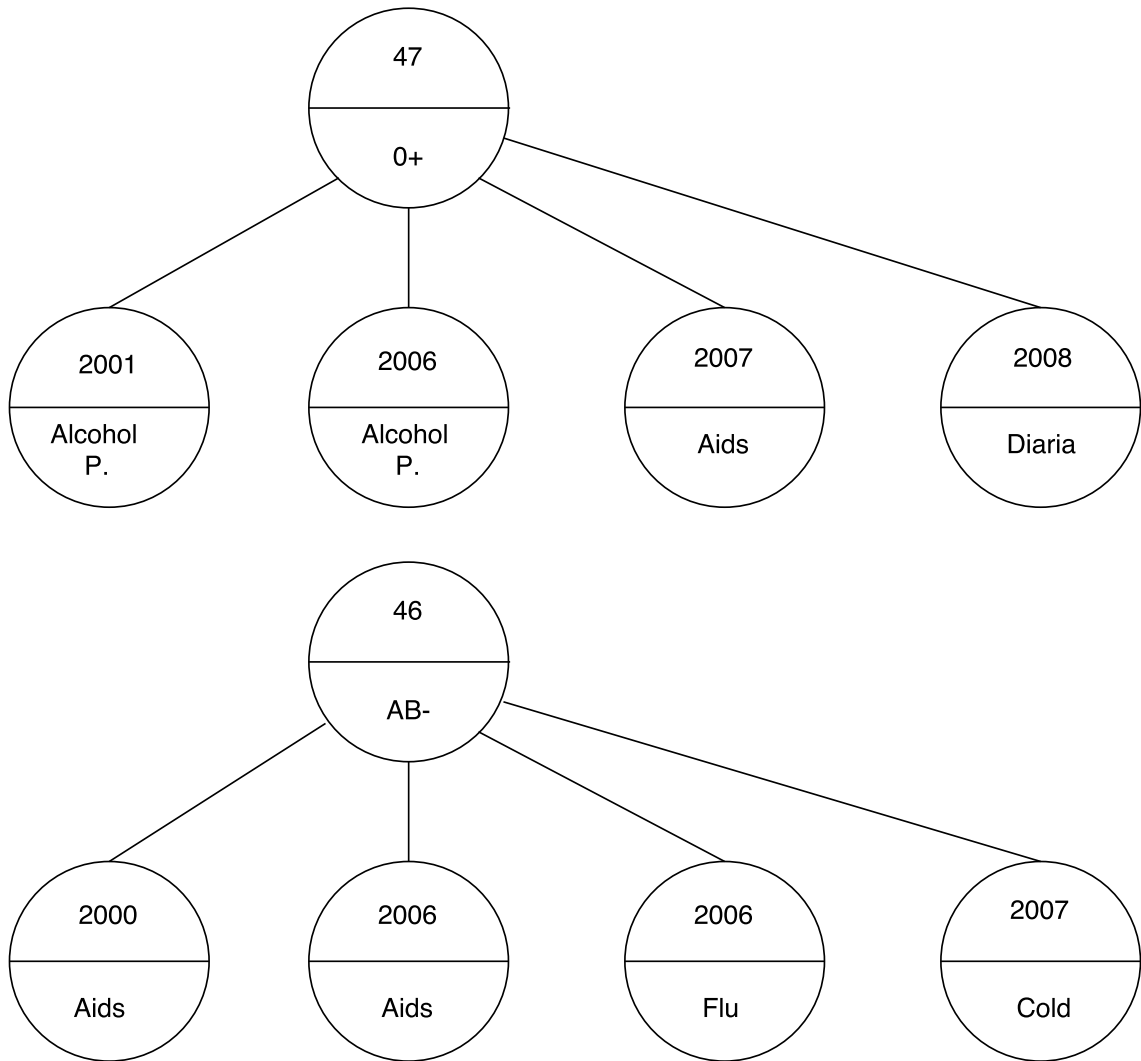 47
0+
2001
Alcohol
P.
2006
Alcohol
P.
2007
Aids
2008
Diaria
46
AB-
2000
Aids
2006
Aids
2006
Flu
2007
Cold